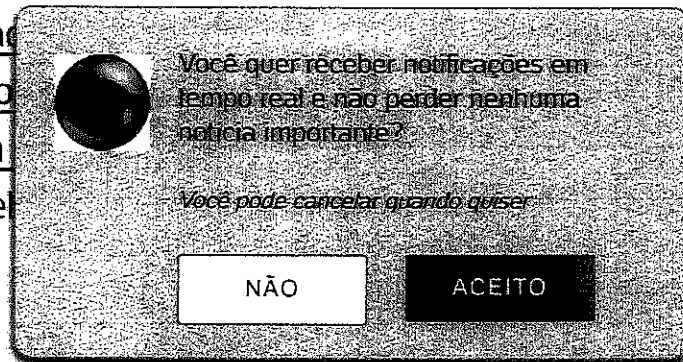 Você quer receber notificações em
tempo real e não perder nenhuma
notícia importante?
Você pode cancelar quando quiser
NÃO
ACEITO